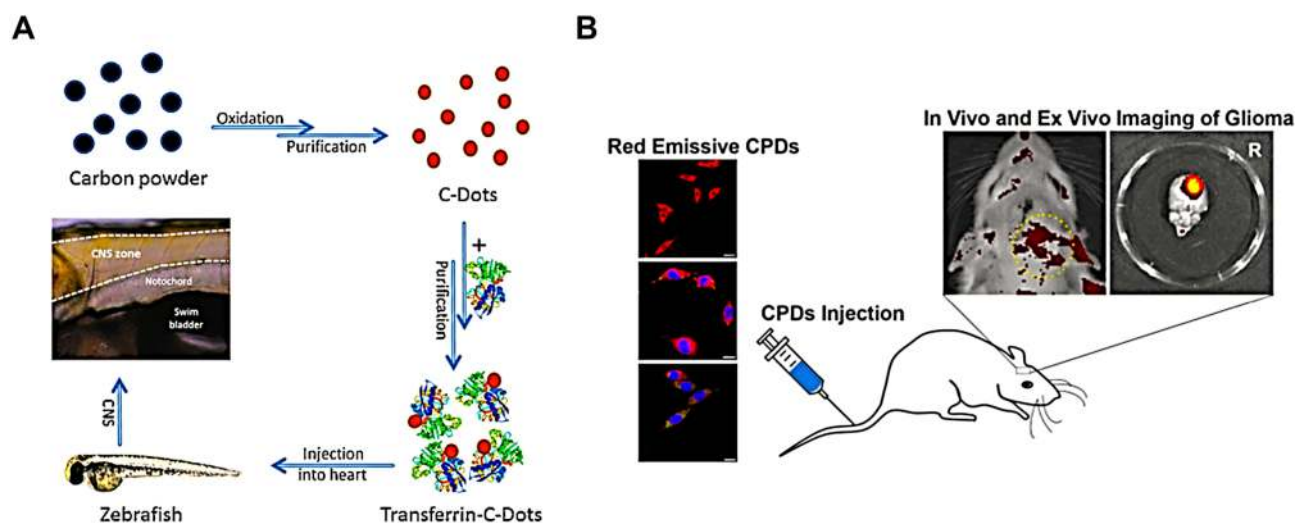 A
Oxidation
Purification
Carbon powder
C-Dots
+
Purification
CNS zone
Notochord
Swim
bladder
CNS
Injection
into heart
Zebrafish
Transferrin-C-Dots
B
In Vivo and Ex Vivo Imaging of Glioma
Red Emissive CPDs
R
CPDs Injection